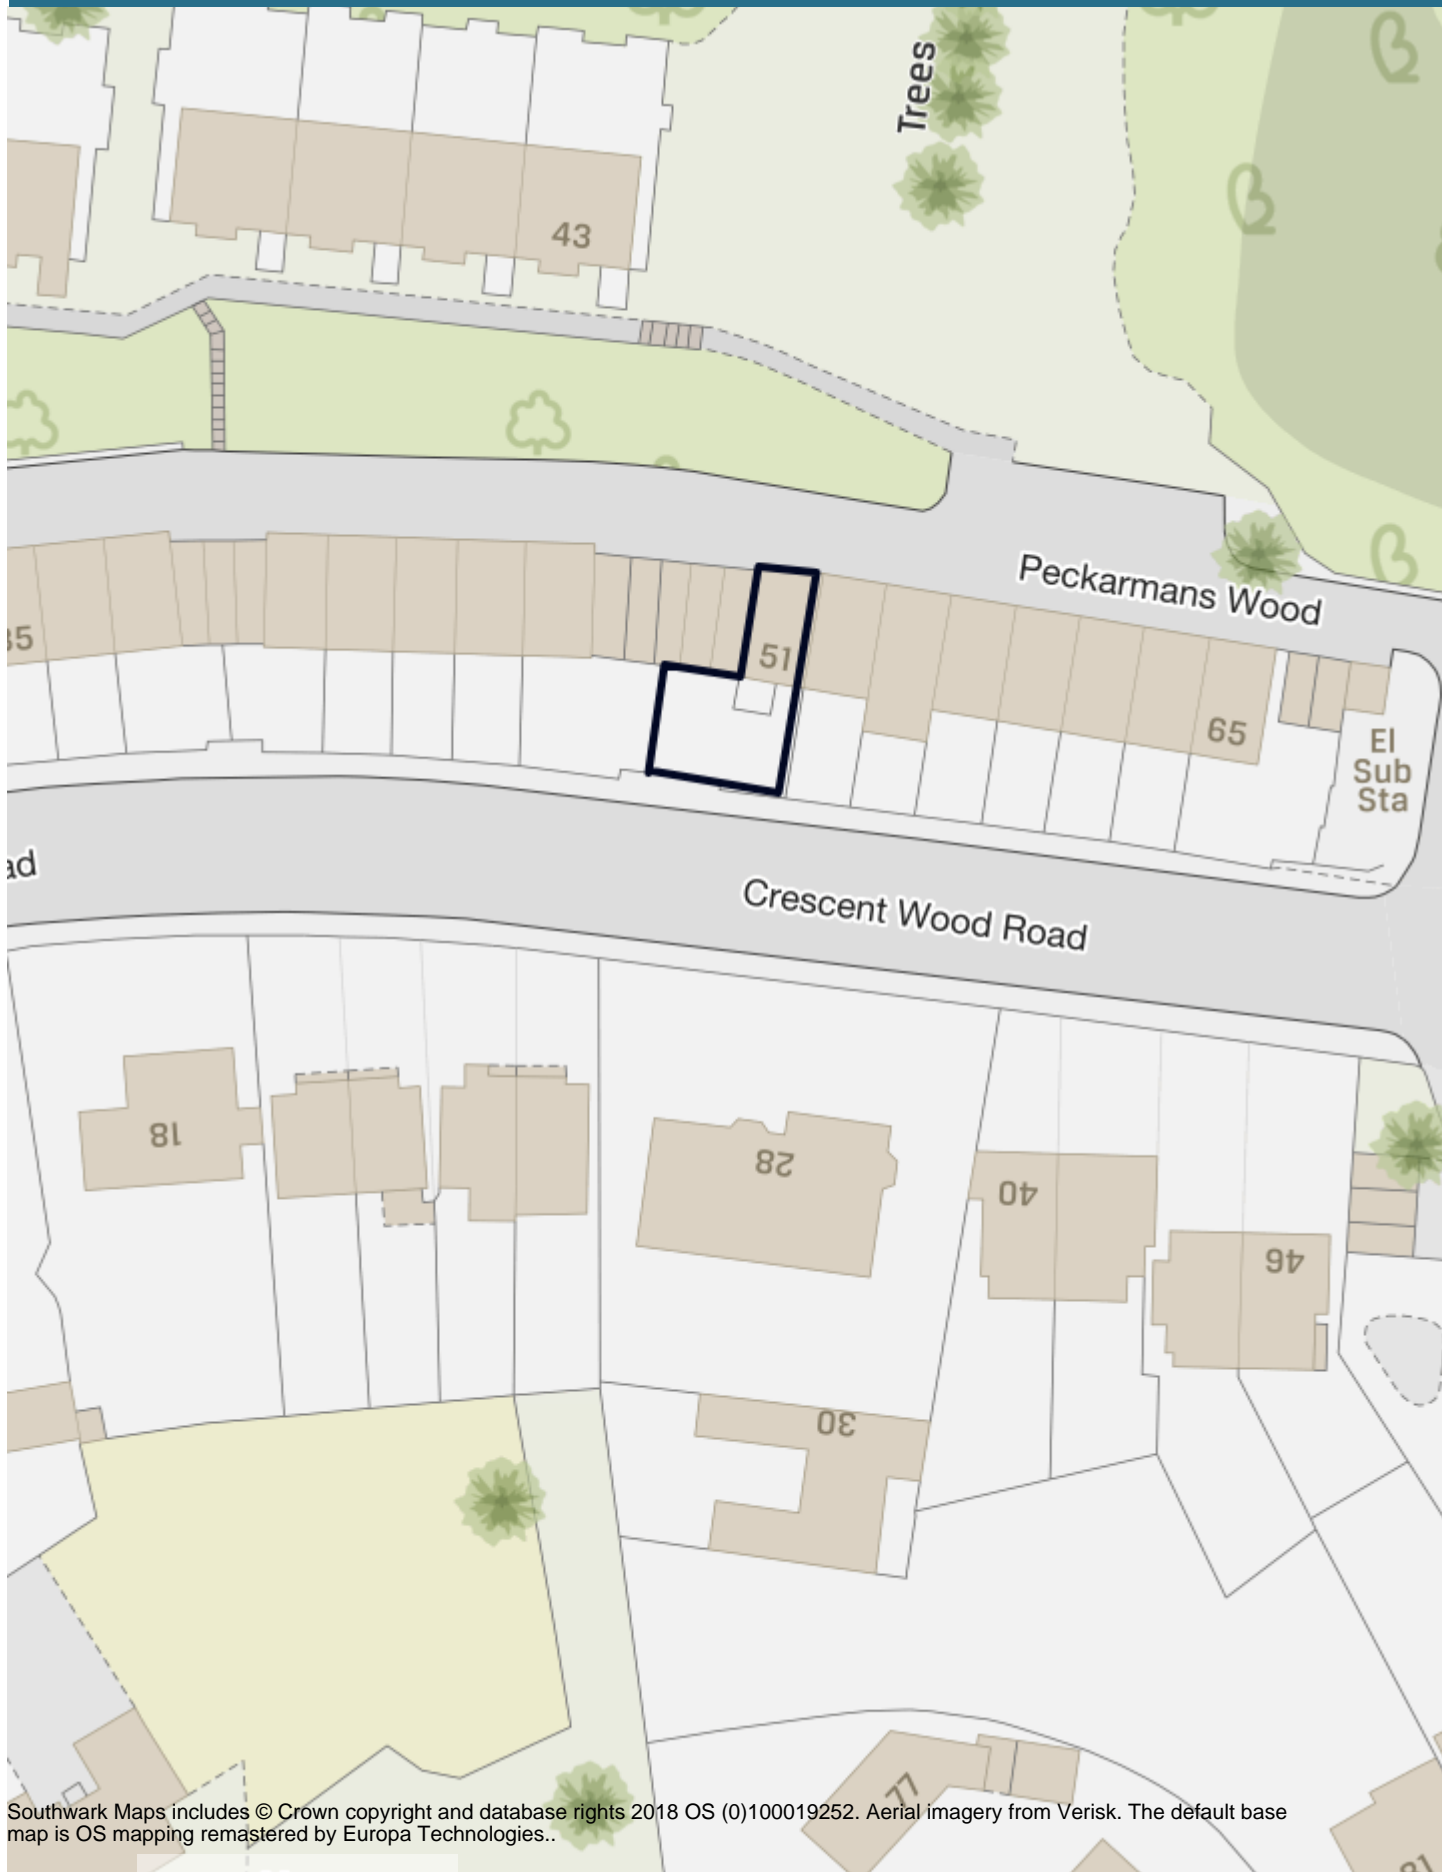 Trees
43
Peckarmans Wood
51
65
El
Sub
Sta
Crescent Wood Road
18
28
40
46
30
77
Southwark Maps includes © Crown copyright and database rights 2018 OS (0)100019252. Aerial imagery from Verisk. The default base
map is OS mapping remastered by Europa Technologies..